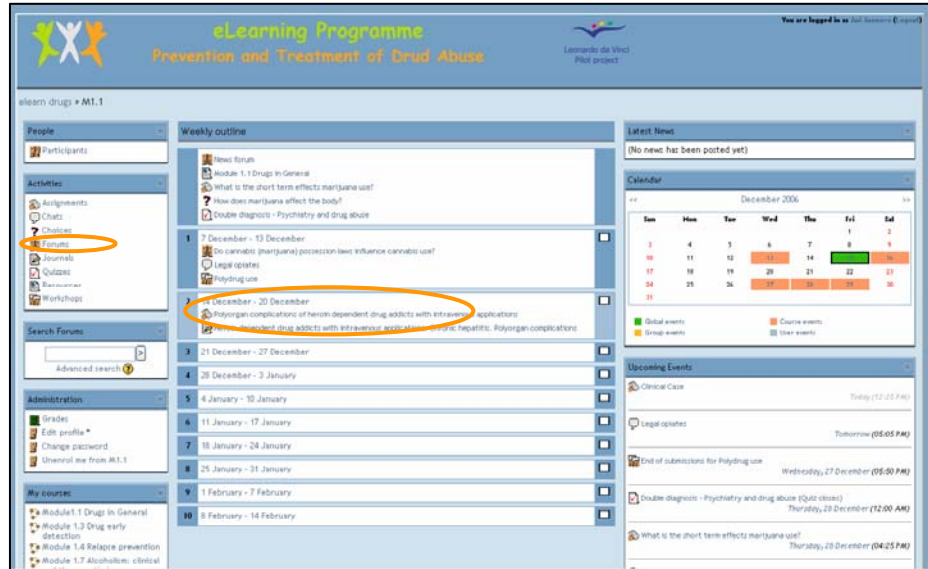 eLearning Programme
Prevention and Treatment of Drud Abuse
Leonardo da Vinci
Pilot project
You are logged in as (Logout)
elearn drugs » M1.1
People
Participants
Activities
Assignments
Chats
Choices
Forums
Journals
Quizzes
Resources
Workshops
Search Forums
>
Advanced search ?
Administration
Grades
Edit profile *
Change password
Unenrol me from M1.1
My courses
Module1.1 Drugs in General
Module 1.3 Drug early
detection
Module 1.4 Relapse prevention
Module 1.7 Alcoholism: clinical
Weekly outline
News forum
Module 1.1 Drugs in General
What is the short term effects marijuana use?
How does marijuana effect the body?
Double diagnosis - Psychiatry and drug abuse
1 7 December - 13 December
Do cannabis (marijuana) possession laws influence cannabis use?
Legal opiates
Polydrug use
2 14 December - 20 December
Polyorgan complications of heroin dependent drug addicts with intravenous applications
Heroin dependent drug addicts with intravenous applications. Chronic hepatitic. Polyorgan complications
3 21 December - 27 December
4 28 December - 3 January
5 4 January - 10 January
6 11 January - 17 January
7 18 January - 24 January
8 25 January - 31 January
9 1 February - 7 February
10 8 February - 14 February
Latest News
(No news has been posted yet)
Calendar
<< December 2006 >>
Sun Mon Tue Wed Thu Fri Sat
1 2
3 4 5 6 7 8 9
10 11 12 13 14 16
17 18 19 20 21 22 23
24 25 26 27 28 29 30
31
Global events Course events
Group events User events
Upcoming Events
Clinical Case
Today (12:25 PM)
Legal opiates
Tomorrow (05:05 PM)
End of submissions for Polydrug use
Wednesday, 27 December (05:50 PM)
Double diagnosis - Psychiatry and drug abuse (Quiz closes)
Thursday, 28 December (12:00 AM)
What is the short term effects marijuana use?
Thursday, 28 December (04:25 PM)